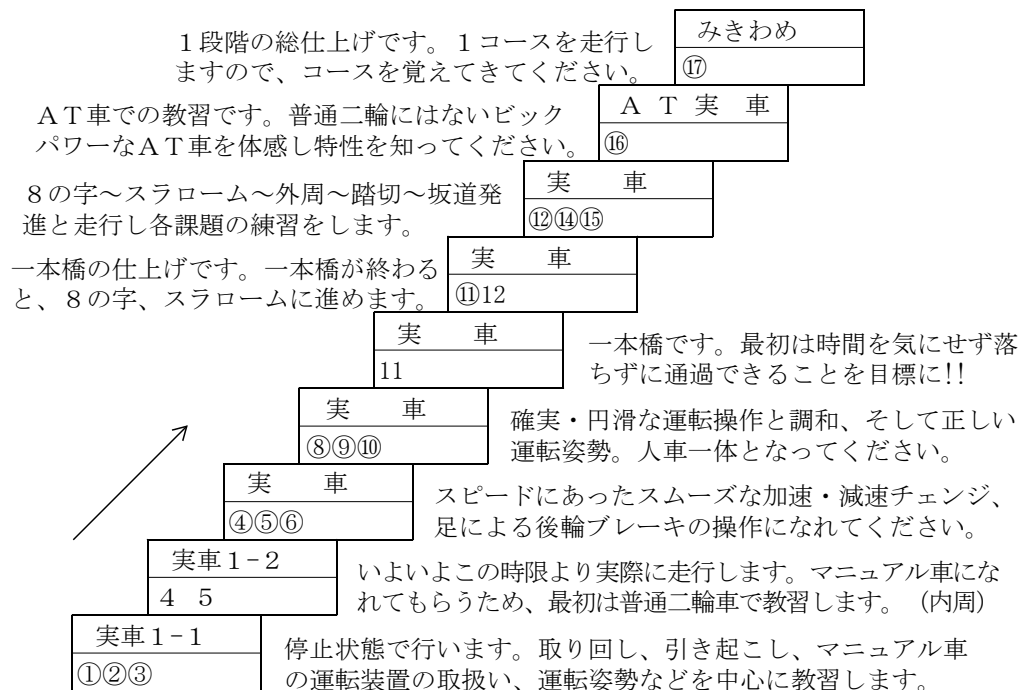 みきわめ
⑰
１段階の総仕上げです。１コースを走行し
ますので、コースを覚えてきてください。
ＡＴ実　車
⑯
ＡＴ車での教習です。普通二輪にはないビック
パワーなＡＴ車を体感し特性を知ってください。
実　　車
⑫⑭⑮
８の字～スラローム～外周～踏切～坂道発
進と走行し各課題の練習をします。
実　　車
⑪12
一本橋の仕上げです。一本橋が終わる
と、８の字、スラロームに進めます。
実　　車
11
一本橋です。最初は時間を気にせず落
ちずに通過できることを目標に!!
実　　車
⑧⑨⑩
確実・円滑な運転操作と調和、そして正しい
運転姿勢。人車一体となってください。
実　　車
④⑤⑥
スピードにあったスムーズな加速・減速チェンジ、
足による後輪ブレーキの操作になれてください。
実車１−２
４ ５
いよいよこの時限より実際に走行します。マニュアル車にな
れてもらうため、最初は普通二輪車で教習します。（内周）
実車１−１
①②③
停止状態で行います。取り回し、引き起こし、マニュアル車
の運転装置の取扱い、運転姿勢などを中心に教習します。